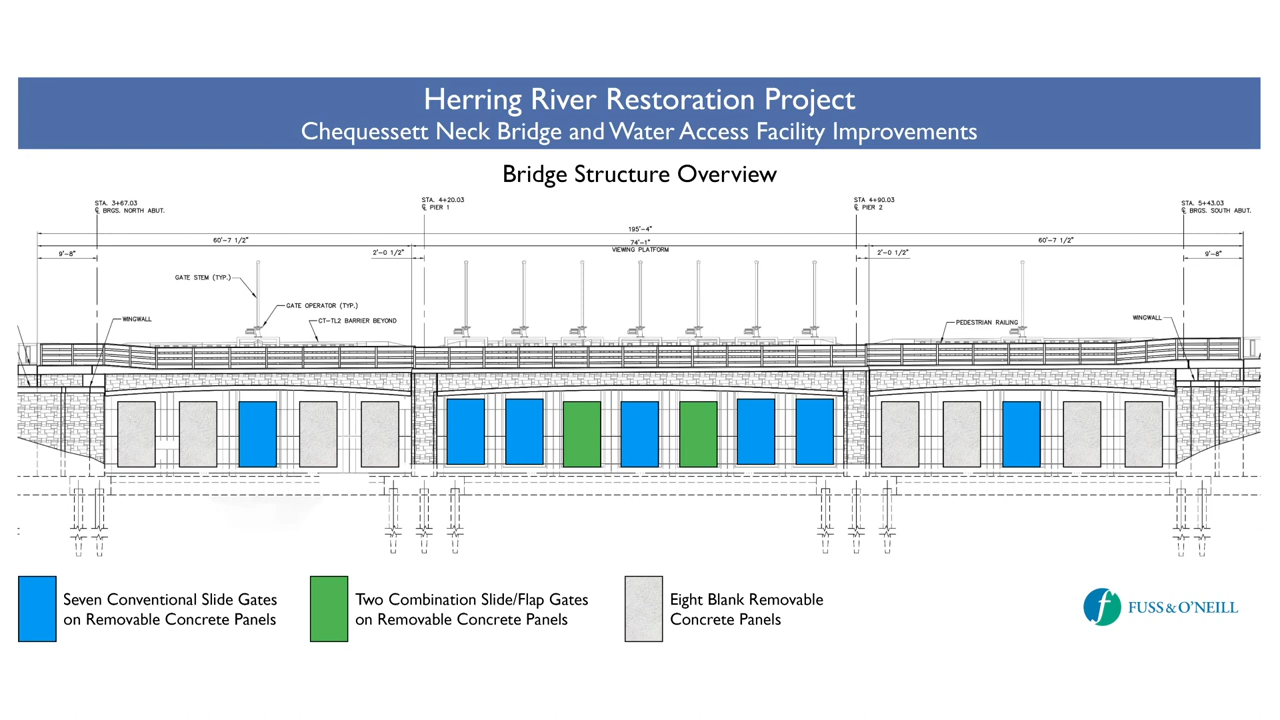 Herring River Restoration Project
Chequessett Neck Bridge and Water Access Facility Improvements
Bridge Structure Overview
STA. 3+67.03
℄ BRGS. NORTH ABUT.
STA. 4+20.03
℄ PIER 1
STA 4+90.03
℄ PIER 2
STA. 5+43.03
℄ BRGS. SOUTH ABUT.
195'-4"
60'-7 1/2"
74'-1"
60'-7 1/2"
VIEWING PLATFORM
9'-8"
2'-0 1/2"
2'-0 1/2"
9'-8"
GATE STEM (TYP.)
GATE OPERATOR (TYP.)
WINGWALL
CT-TL2 BARRIER BEYOND
PEDESTRIAN RAILING
WINGWALL
Seven Conventional Slide Gates
on Removable Concrete Panels
Two Combination Slide/Flap Gates
on Removable Concrete Panels
Eight Blank Removable
Concrete Panels
f FUSS & O'NEILL